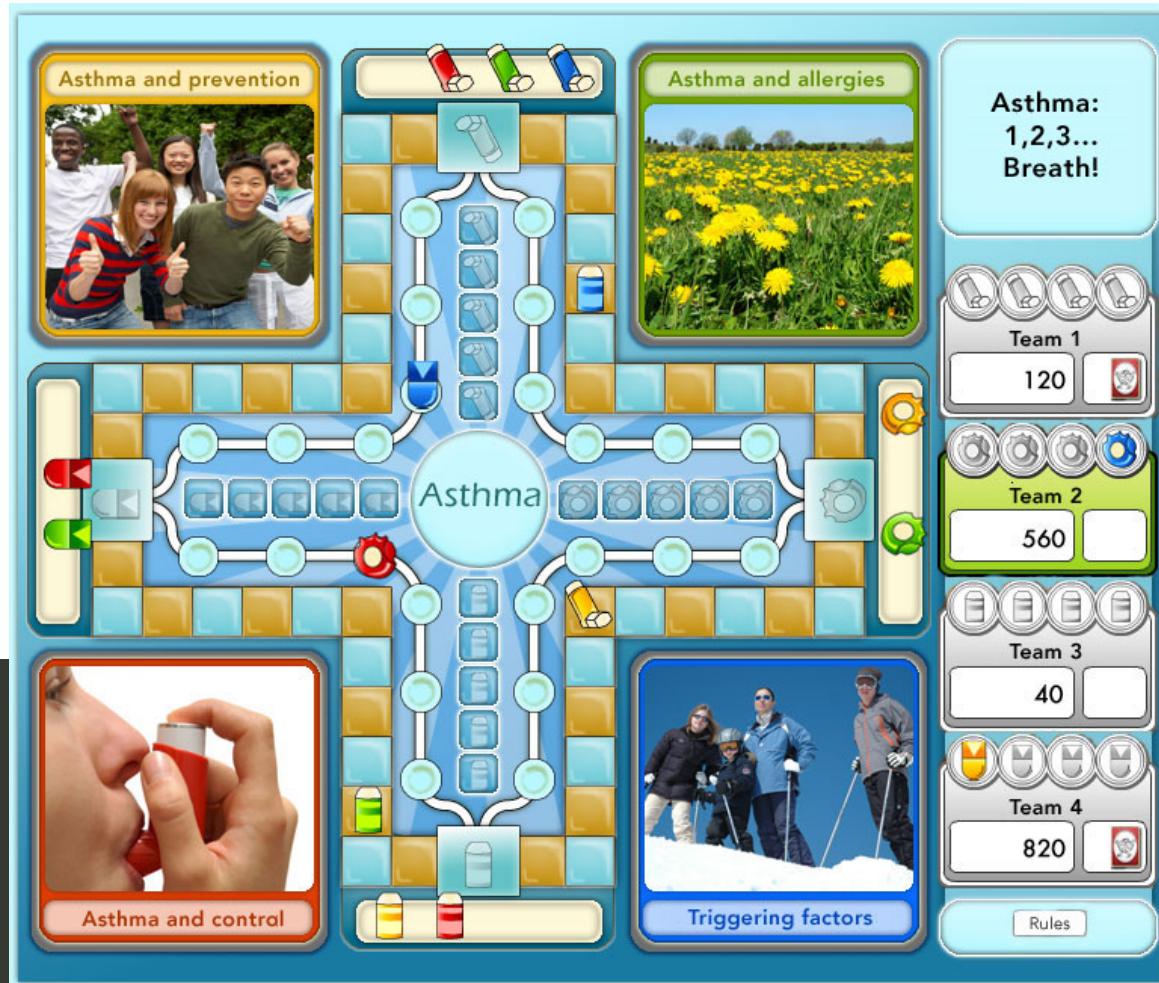 Asthma and prevention
Asthma and allergies
Asthma:
1,2,3...
Breath!
Team 1
120
Asthma
Team 2
560
Team 3
40
Team 4
820
Asthma and contral
Triggering factors
Rules